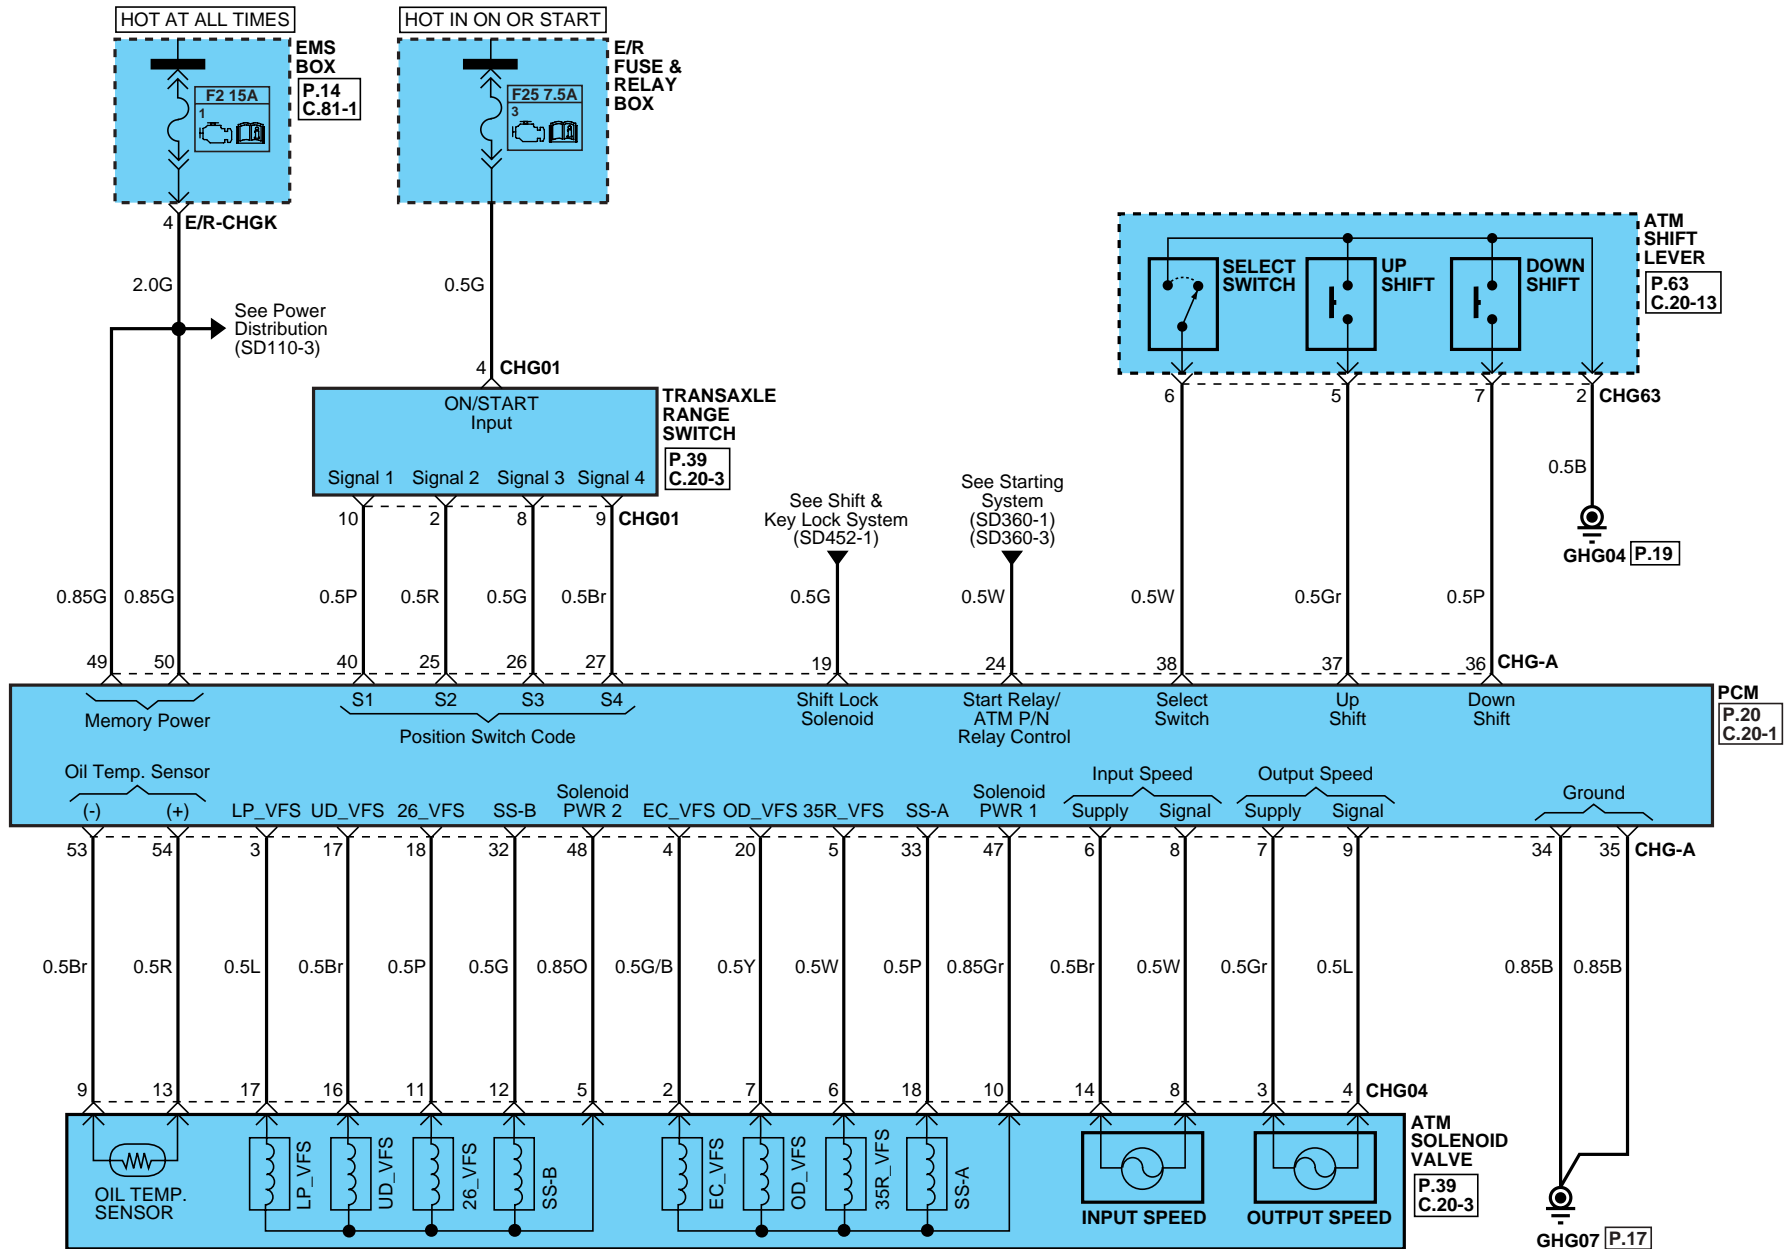 HOT AT ALL TIMES
HOT IN ON OR START
EMS
BOX
P.14
C.81-1
F2 15A
1
E/R
FUSE &
RELAY
BOX
F25 7.5A
3
4 E/R-CHGK
2.0G
0.5G
See Power
Distribution
(SD110-3)
4 CHG01
ON/START
Input
Signal 1 Signal 2 Signal 3 Signal 4
TRANSAXLE
RANGE
SWITCH
P.39
C.20-3
10 2 8 9 CHG01
ATM
SHIFT
LEVER
P.63
C.20-13
SELECT
SWITCH
UP
SHIFT
DOWN
SHIFT
6 5 7 2 CHG63
0.5B
GHG04 P.19
See Shift &
Key Lock System
(SD452-1)
See Starting
System
(SD360-1)
(SD360-3)
0.85G 0.85G 0.5P 0.5R 0.5G 0.5Br 0.5G 0.5W 0.5W 0.5Gr 0.5P
49 50 40 25 26 27 19 24 38 37 36 CHG-A
Memory Power
S1 S2 S3 S4
Position Switch Code
Shift Lock
Solenoid
Start Relay/
ATM P/N
Relay Control
Select
Switch
Up
Shift
Down
Shift
PCM
P.20
C.20-1
Oil Temp. Sensor
(-) (+)
LP_VFS UD_VFS 26_VFS SS-B
Solenoid
PWR 2
EC_VFS OD_VFS 35R_VFS SS-A
Solenoid
PWR 1
Input Speed
Supply Signal
Output Speed
Supply Signal
Ground
53 54 3 17 18 32 48 4 20 5 33 47 6 8 7 9 34 35 CHG-A
0.5Br 0.5R 0.5L 0.5Br 0.5P 0.5G 0.85O 0.5G/B 0.5Y 0.5W 0.5P 0.85Gr 0.5Br 0.5W 0.5Gr 0.5L 0.85B 0.85B
9 13 17 16 11 12 5 2 7 6 18 10 14 8 3 4 CHG04
OIL TEMP.
SENSOR
LP_VFS
UD_VFS
26_VFS
SS-B
EC_VFS
OD_VFS
35R_VFS
SS-A
INPUT SPEED
OUTPUT SPEED
ATM
SOLENOID
VALVE
P.39
C.20-3
GHG07 P.17